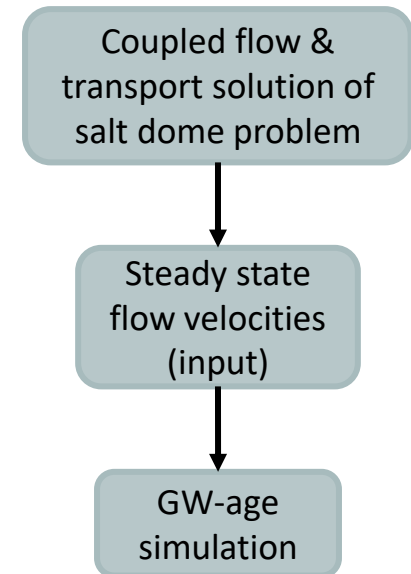 Coupled flow &
transport solution of
salt dome problem
Steady state
flow velocities
(input)
GW-age
simulation